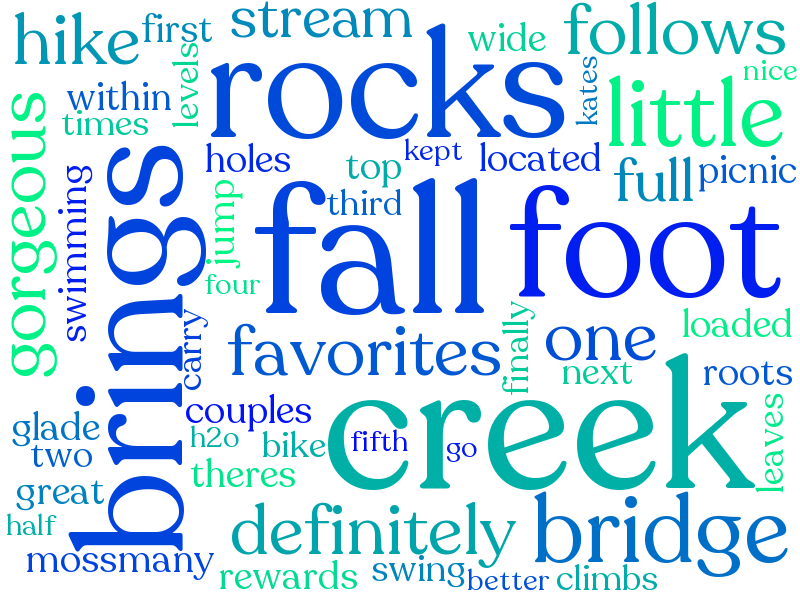 hike
first
stream
wide
follows
rocks
levels
kates
nice
within
times
little
gorgeous
holes
top
kept
located
full
picnic
swimming
brings
jump
third
fall
foot
four
carry
favorites
finally
one
loaded
next
roots
couples
creek
glade
two
h2o
bike
fifth
go
leaves
theres
great
half
definitely
bridge
mossmany
rewards
swing
better
climbs